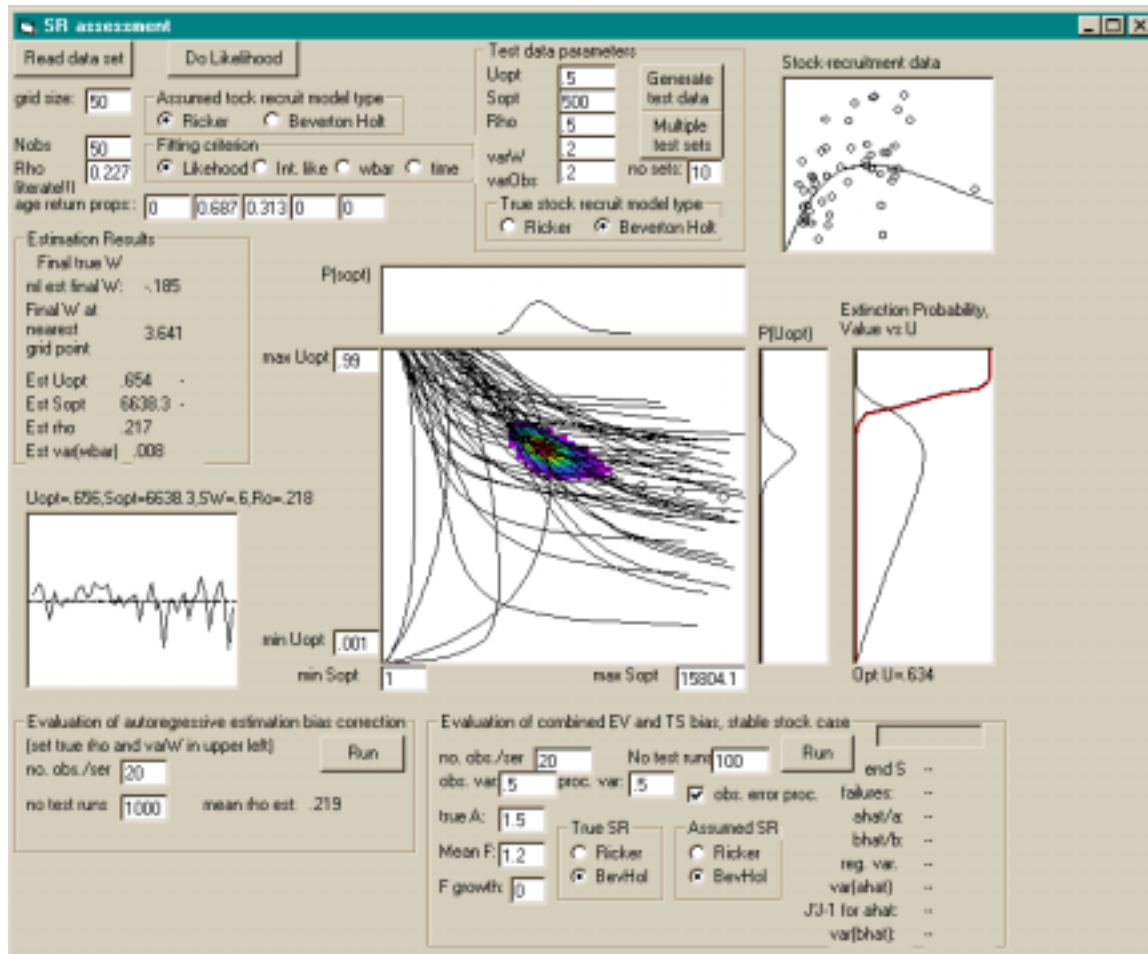 SR assessment
Read data set
Do Likelihood
grid size: 50
Assumed tock recruit model type
Ricker
Beverton Holt
Nobs 50
Rho 0.227
(iterate!!!)
Fitting criterion
Likehood
Int. like
wbar
time
age return props: 0 0.687 0.313 0 0
Test data parameters
Uopt .5
Sopt 500
Rho .5
varW .2
varObs .2
Generate test data
Multiple test sets
no sets: 10
True stock recruit model type
Ricker
Beverton Holt
Stock-recruitment data
Estimation Results
Final true W
ml est final W: -.185
Final W at
nearest 3.641
grid point
Est Uopt .654 -
Est Sopt 6638.3 -
Est rho .217
Est var(wbar) .008
P(sopt)
max Uopt .99
P(Uopt)
Extinction Probability,
Value vs U
Uopt=.656,Sopt=6638.3,SW=.6,Ro=.218
min Uopt .001
min Sopt 1
max Sopt 15804.1
Opt U=.634
Evaluation of autoregressive estimation bias correction
(set true rho and varW in upper left)
Run
no. obs./ser 20
no test runs 1000
mean rho est: .219
Evaluation of combined EV and TS bias, stable stock case
no. obs./ser 20
No test runs 100
Run
obs. var .5
proc. var: .5
obs. error proc.
true A: 1.5
Mean F: 1.2
F growth: 0
True SR
Ricker
BevHol
Assumed SR
Ricker
BevHol
end S --
failures: --
ahat/a: --
bhat/b: --
reg. var. --
var(ahat) --
J'J-1 for ahat: --
var(bhat): --